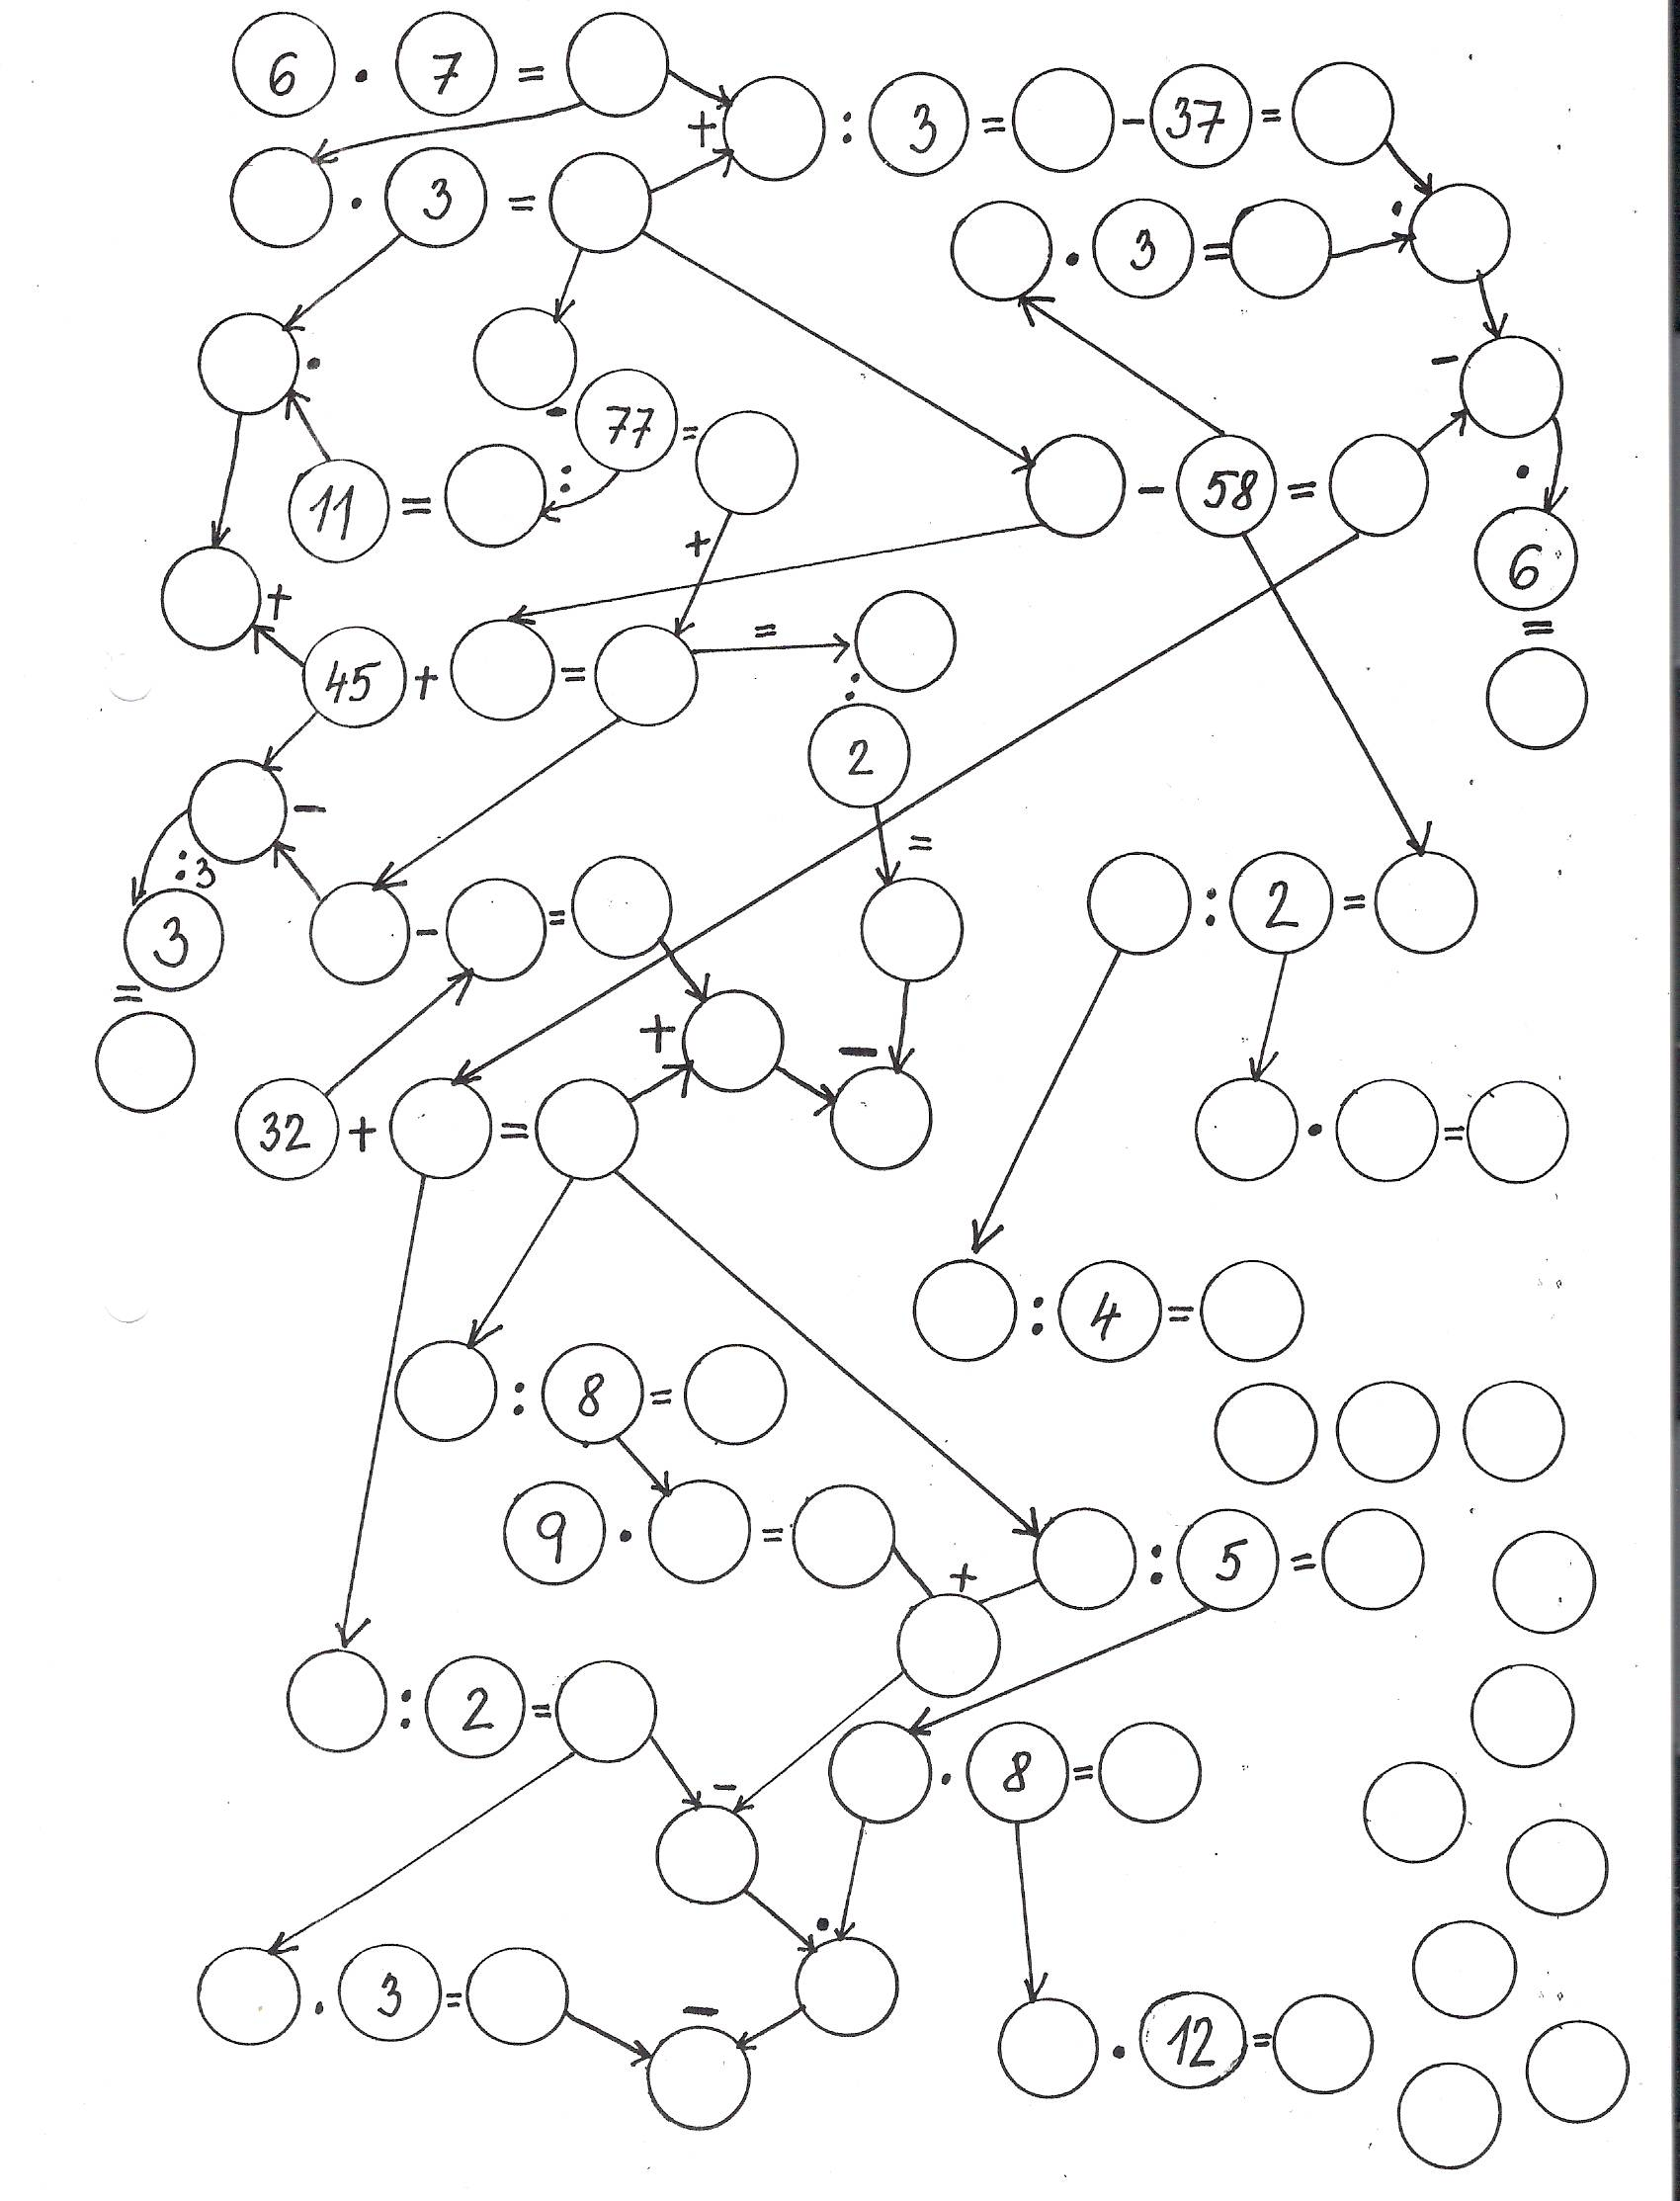 6 · 7 =
+ : 3 = - 37 =
· 3 =
· 3 = ·
·
-
- 77 =
11 = :
- 58 =
·
+
6
=
+
45 + =
=
:
2
-
=
: 3
3
=
- =
: 2 =
+
-
32 + =
· =
: 4 =
: 8 =
9 · =
+
: 5 =
: 2 =
-
· 8 =
·
· 3 =
-
· 12 =